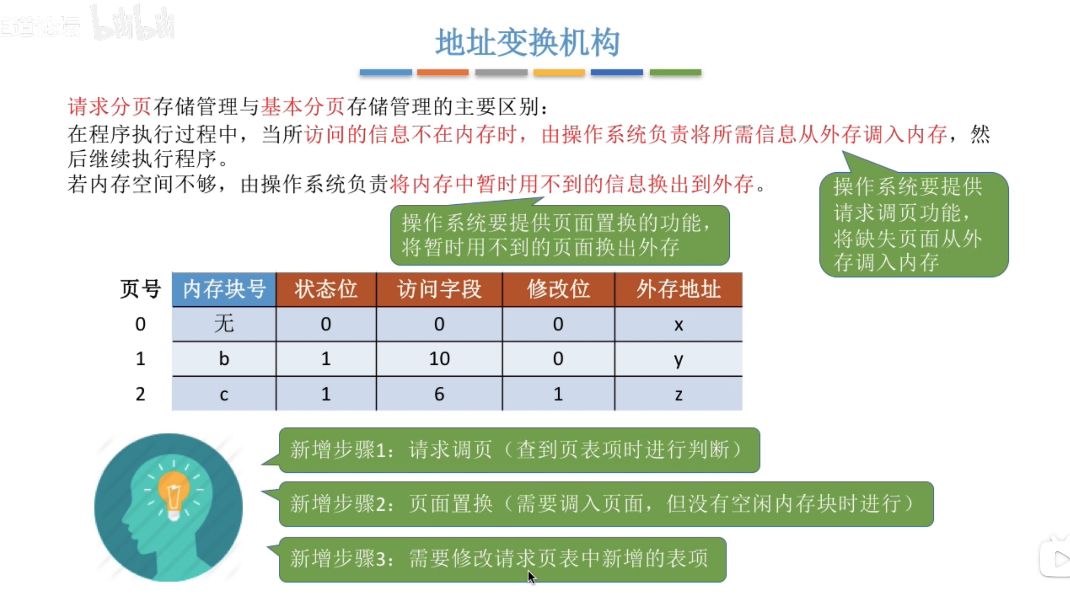 地址变换机构
请求分页存储管理与基本分页存储管理的主要区别：
在程序执行过程中，当所访问的信息不在内存时，由操作系统负责将所需信息从外存调入内存，然
后继续执行程序。
若内存空间不够，由操作系统负责将内存中暂时用不到的信息换出到外存。
操作系统要提供
请求调页功能，
将缺失页面从外
存调入内存
操作系统要提供页面置换的功能，
将暂时用不到的页面换出外存
页号 内存块号 状态位 访问字段 修改位 外存地址
0 无 0 0 0 x
1 b 1 10 0 y
2 c 1 6 1 z
新增步骤1：请求调页（查到页表项时进行判断）
新增步骤2：页面置换（需要调入页面，但没有空闲内存块时进行）
新增步骤3：需要修改请求页表中新增的表项
bilibili